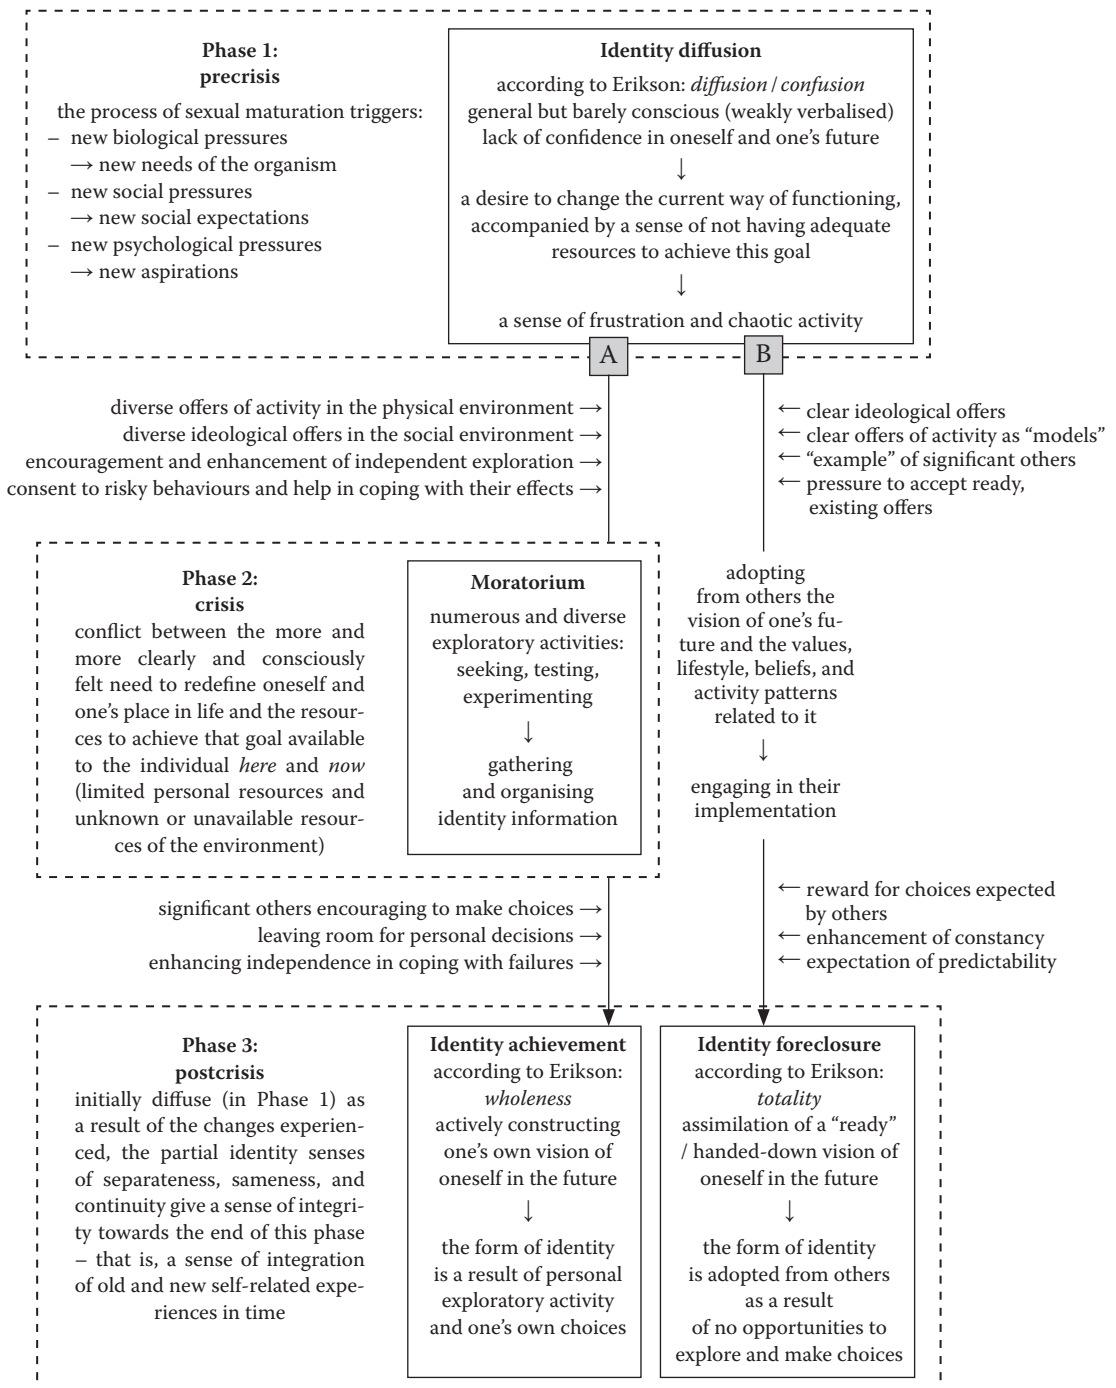 Phase 1:
precrisis
the process of sexual maturation triggers:
– new biological pressures
→ new needs of the organism
– new social pressures
→ new social expectations
– new psychological pressures
→ new aspirations
Identity diffusion
according to Erikson: diffusion / confusion
general but barely conscious (weakly verbalised)
lack of confidence in oneself and one's future
↓
a desire to change the current way of functioning,
accompanied by a sense of not having adequate
resources to achieve this goal
↓
a sense of frustration and chaotic activity
A
B
diverse offers of activity in the physical environment →
diverse ideological offers in the social environment →
encouragement and enhancement of independent exploration →
consent to risky behaviours and help in coping with their effects →
← clear ideological offers
← clear offers of activity as “models”
← “example” of significant others
← pressure to accept ready,
existing offers
Phase 2:
crisis
conflict between the more and
more clearly and consciously
felt need to redefine oneself and
one's place in life and the resour-
ces to achieve that goal available
to the individual here and now
(limited personal resources and
unknown or unavailable resour-
ces of the environment)
Moratorium
numerous and diverse
exploratory activities:
seeking, testing,
experimenting
↓
gathering
and organising
identity information
adopting
from others the
vision of one's fu-
ture and the values,
lifestyle, beliefs, and
activity patterns
related to it
↓
engaging in their
implementation
significant others encouraging to make choices →
leaving room for personal decisions →
enhancing independence in coping with failures →
← reward for choices expected
by others
← enhancement of constancy
← expectation of predictability
Phase 3:
postcrisis
initially diffuse (in Phase 1) as
a result of the changes experien-
ced, the partial identity senses
of separateness, sameness, and
continuity give a sense of integri-
ty towards the end of this phase
– that is, a sense of integration
of old and new self-related expe-
riences in time
Identity achievement
according to Erikson:
wholeness
actively constructing
one's own vision of
oneself in the future
↓
the form of identity
is a result of personal
exploratory activity
and one's own choices
Identity foreclosure
according to Erikson:
totality
assimilation of a “ready”
/ handed-down vision of
oneself in the future
↓
the form of identity
is adopted from others
as a result
of no opportunities to
explore and make choices